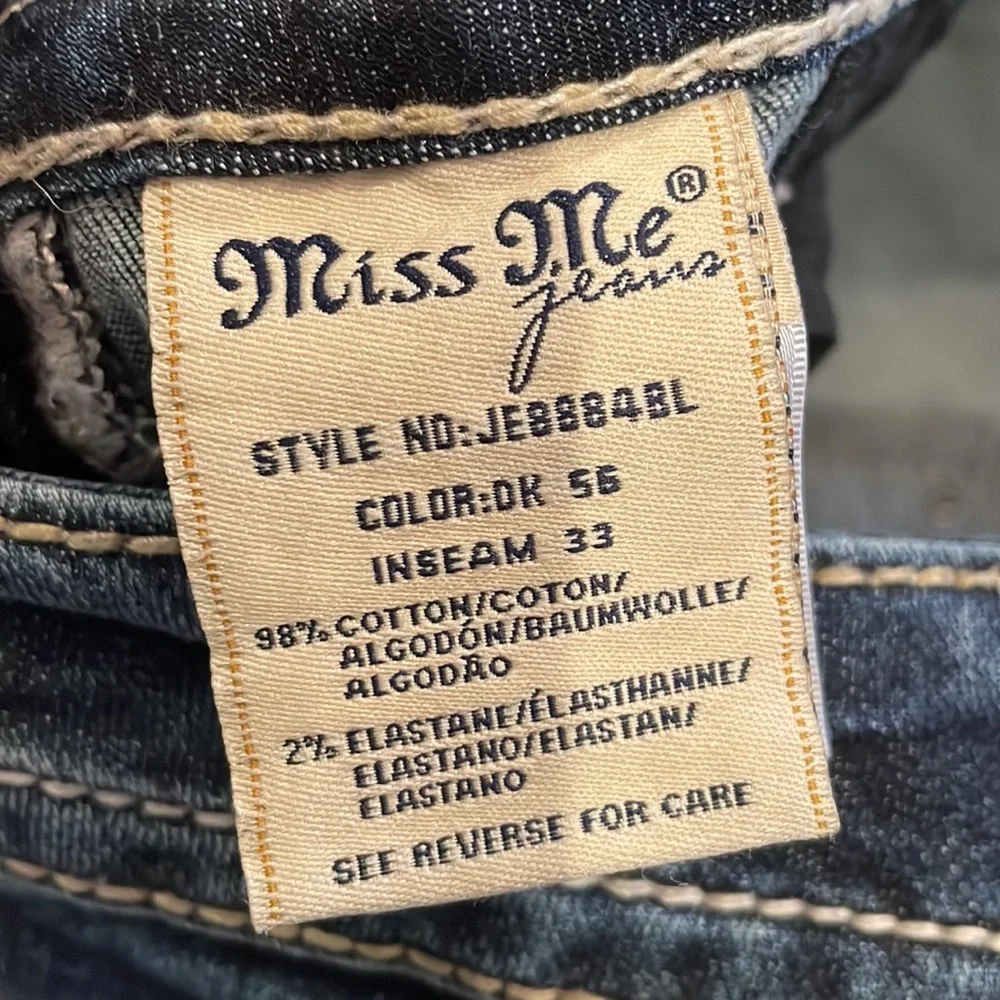 Miss Me®
jeans
STYLE NO:JE8884BL
COLOR:DK 56
INSEAM 33
98% COTTON/COTON/
ALGODÓN/BAUMWOLLE/
ALGODÃO
2% ELASTANE/ÉLASTHANNE/
ELASTANO/ELASTAN/
ELASTANO
SEE REVERSE FOR CARE